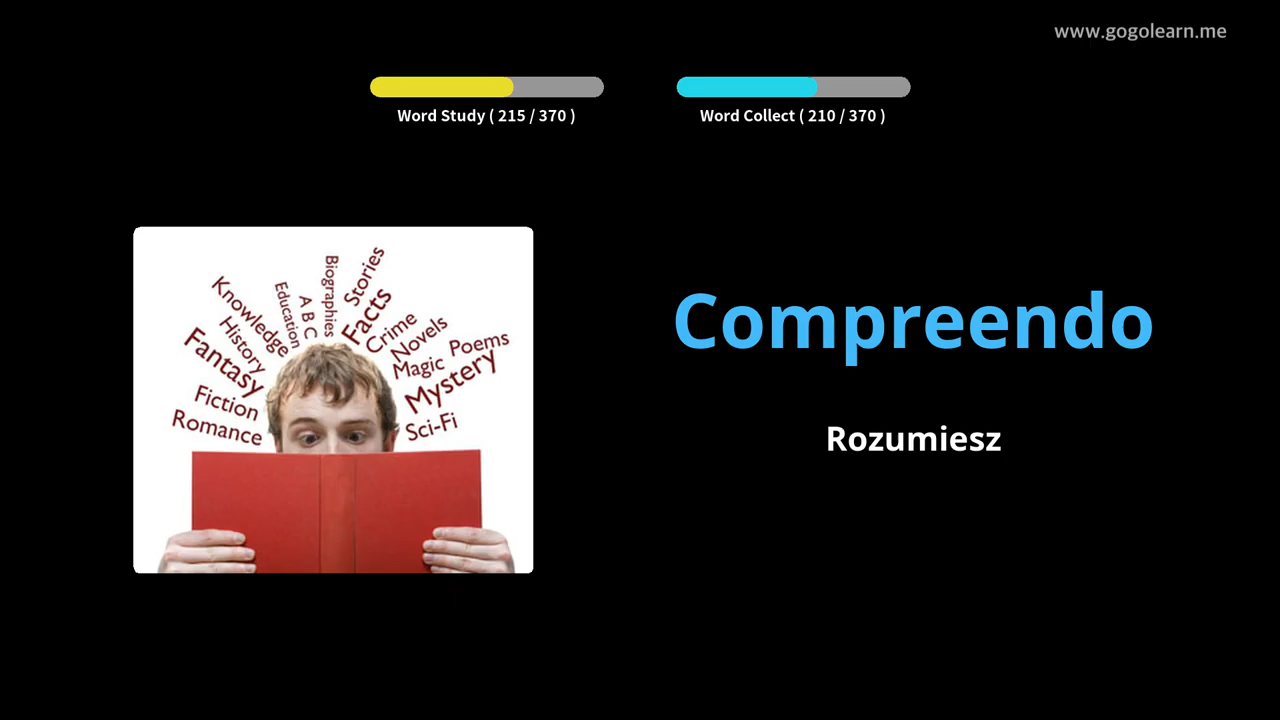 www.gogolearn.me
Word Study ( 215 / 370 )
Word Collect ( 210 / 370 )
Knowledge
Education
A B C
Biographies
Stories
Facts
Crime
Novels
Poems
Magic
Mystery
Sci-Fi
History
Fantasy
Fiction
Romance
Compreendo
Rozumiesz